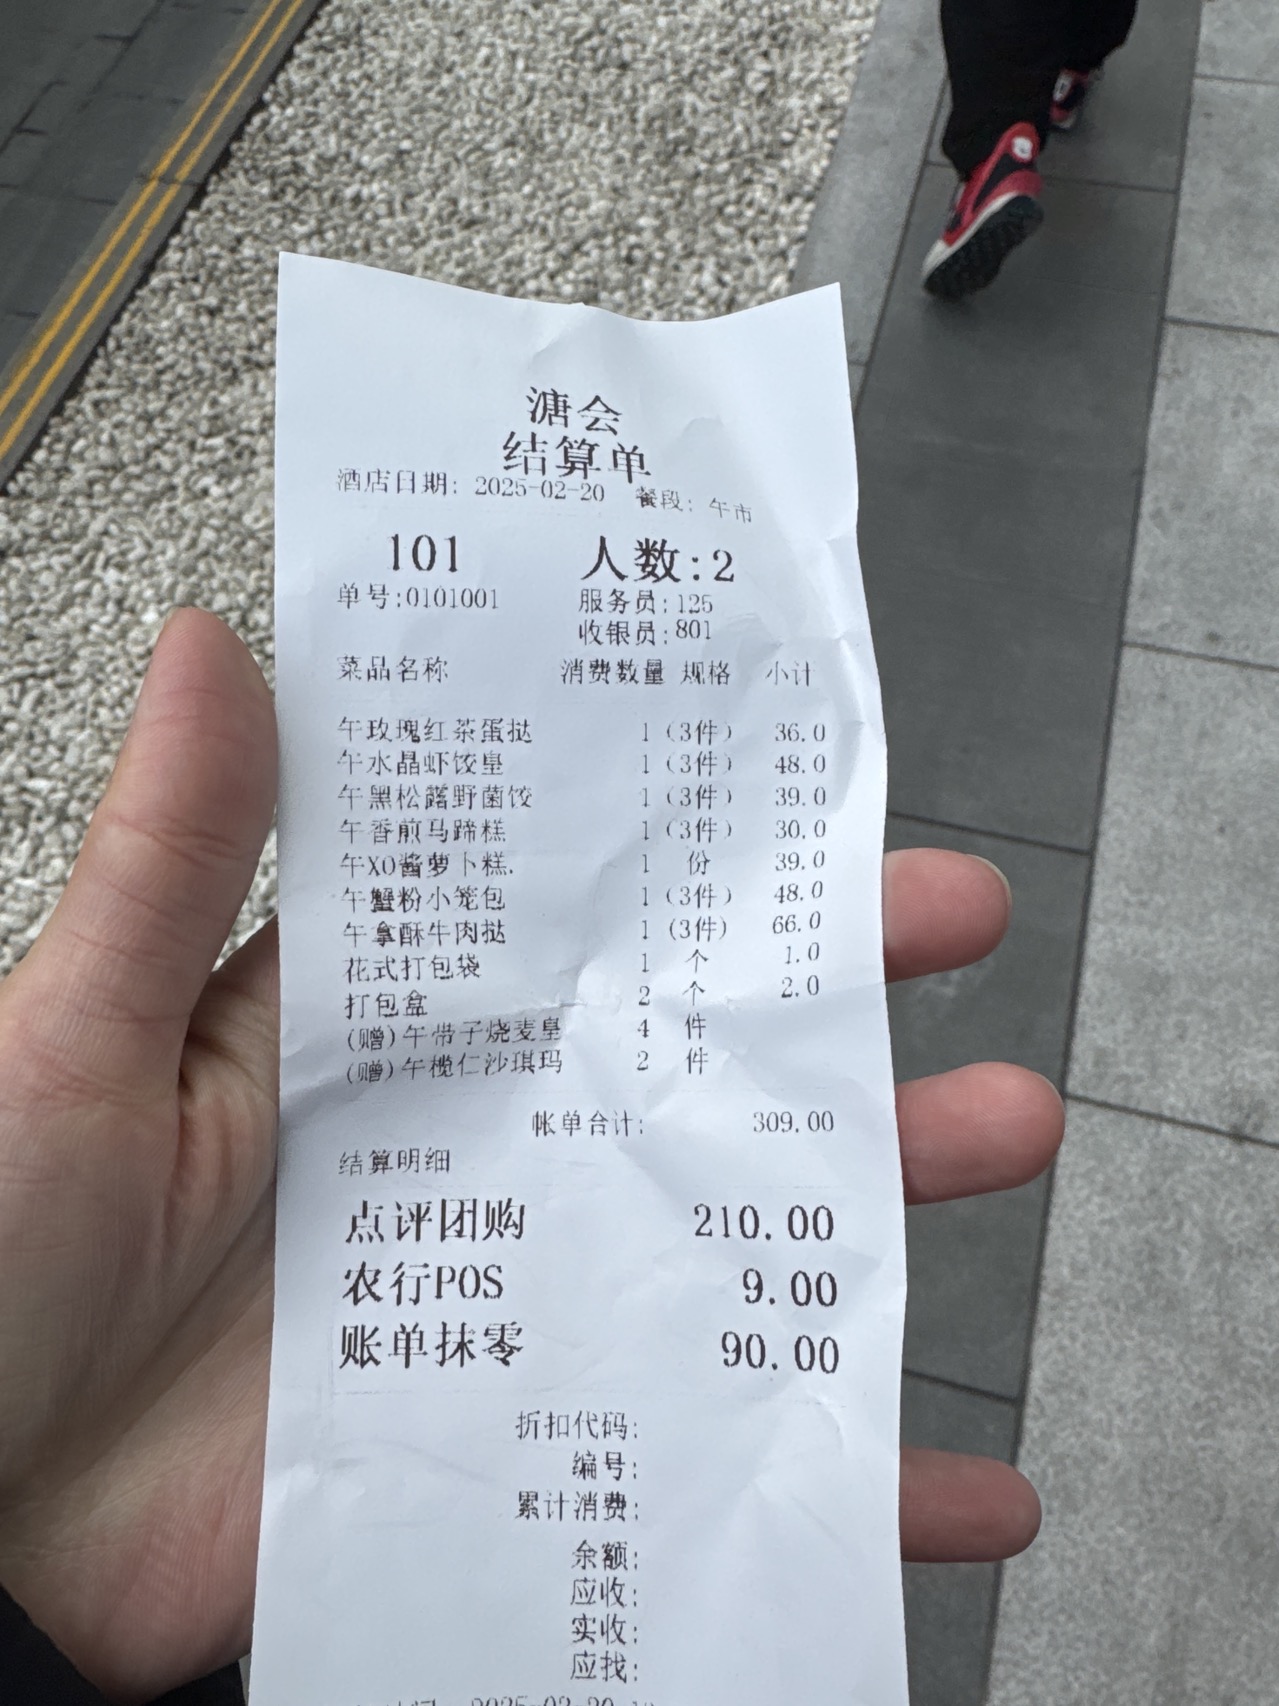 溏会
结算单
酒店日期: 2025-02-20 餐段: 午市
101 人数:2
单号:0101001 服务员:125
收银员:801
菜品名称 消费数量 规格 小计
午玫瑰红茶蛋挞 1 (3件) 36.0
午水晶虾饺皇 1 (3件) 48.0
午黑松露野菌饺 1 (3件) 39.0
午香煎马蹄糕 1 (3件) 30.0
午XO酱萝卜糕. 1 份 39.0
午蟹粉小笼包 1 (3件) 48.0
午拿酥牛肉挞 1 (3件) 66.0
花式打包袋 1 个 1.0
打包盒 2 个 2.0
(赠)午带子烧麦皇 4 件
(赠)午榄仁沙琪玛 2 件
帐单合计: 309.00
结算明细
点评团购 210.00
农行POS 9.00
账单抹零 90.00
折扣代码:
编号:
累计消费:
余额:
应收:
实收:
应找:
2025-02-20